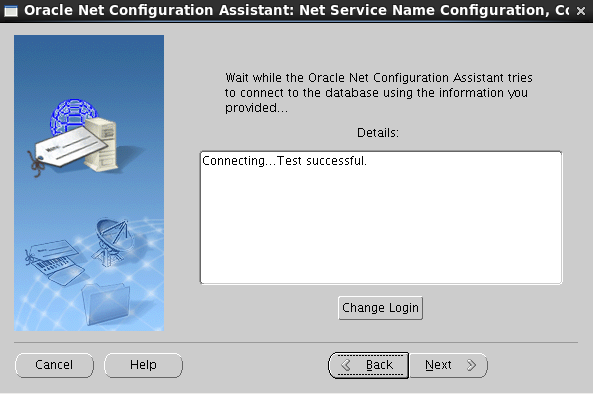 Oracle Net Configuration Assistant: Net Service Name Configuration, Co
Wait while the Oracle Net Configuration Assistant tries
to connect to the database using the information you
provided...
Details:
Connecting...Test successful.
Change Login
Cancel
Help
Back
Next